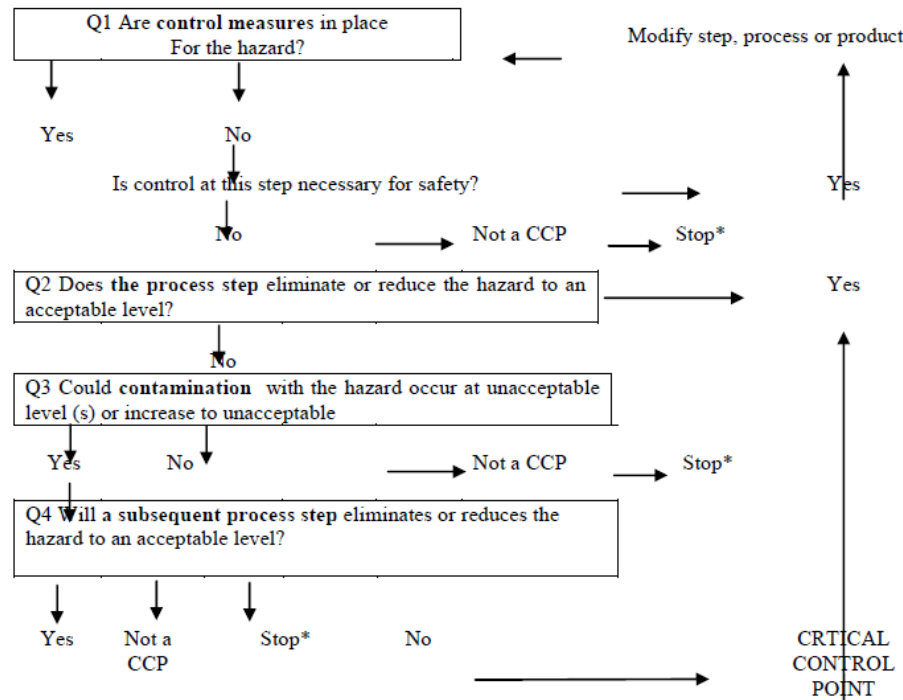 Q1 Are control measures in place
For the hazard?
Modify step, process or product
Yes
No
Is control at this step necessary for safety?
Yes
No
Not a CCP
Stop*
Q2 Does the process step eliminate or reduce the hazard to an
acceptable level?
Yes
No
Q3 Could contamination with the hazard occur at unacceptable
level (s) or increase to unacceptable
Yes
No
Not a CCP
Stop*
Q4 Will a subsequent process step eliminates or reduces the
hazard to an acceptable level?
Yes
Not a
CCP
Stop*
No
CRTICAL
CONTROL
POINT